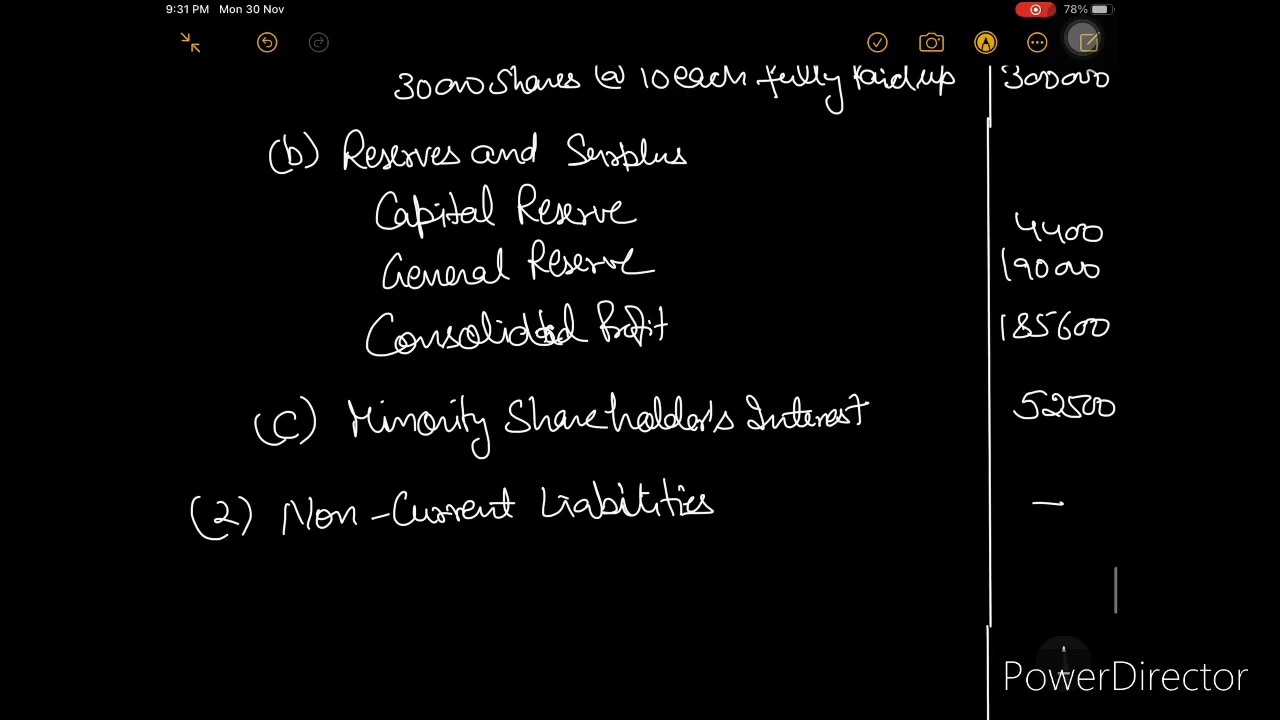 9:31 PM Mon 30 Nov 78%
30000 Shares @ 10 each fully Paid up 300000
(b) Reserves and Surplus
Capital Reserve 4400
General Reserve 190000
Consolidated Profit 185600
(C) Minority Shareholder's Interest 52500
(2) Non-Current Liabilities —
PowerDirector